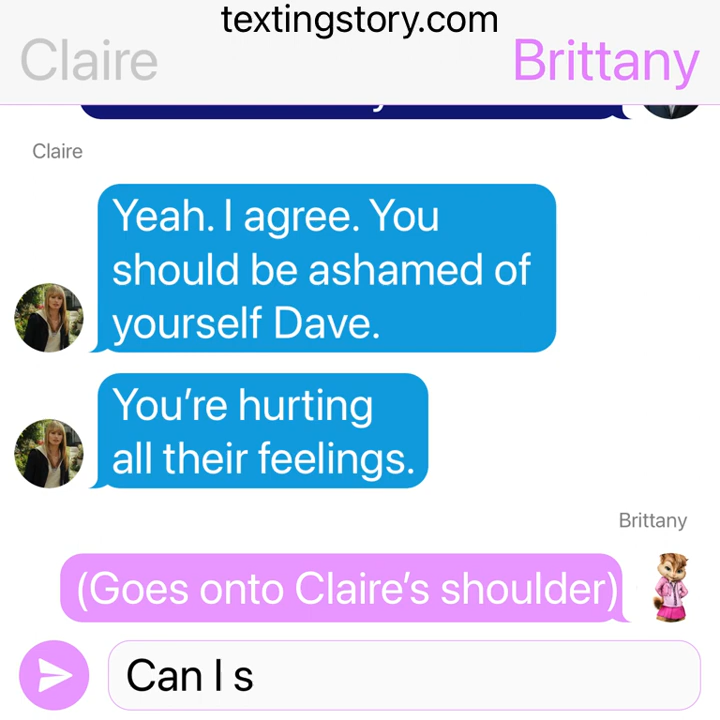 textingstory.com
Claire Brittany
Claire
Yeah. I agree. You
should be ashamed of
yourself Dave.
You're hurting
all their feelings.
Brittany
(Goes onto Claire's shoulder)
Can I s